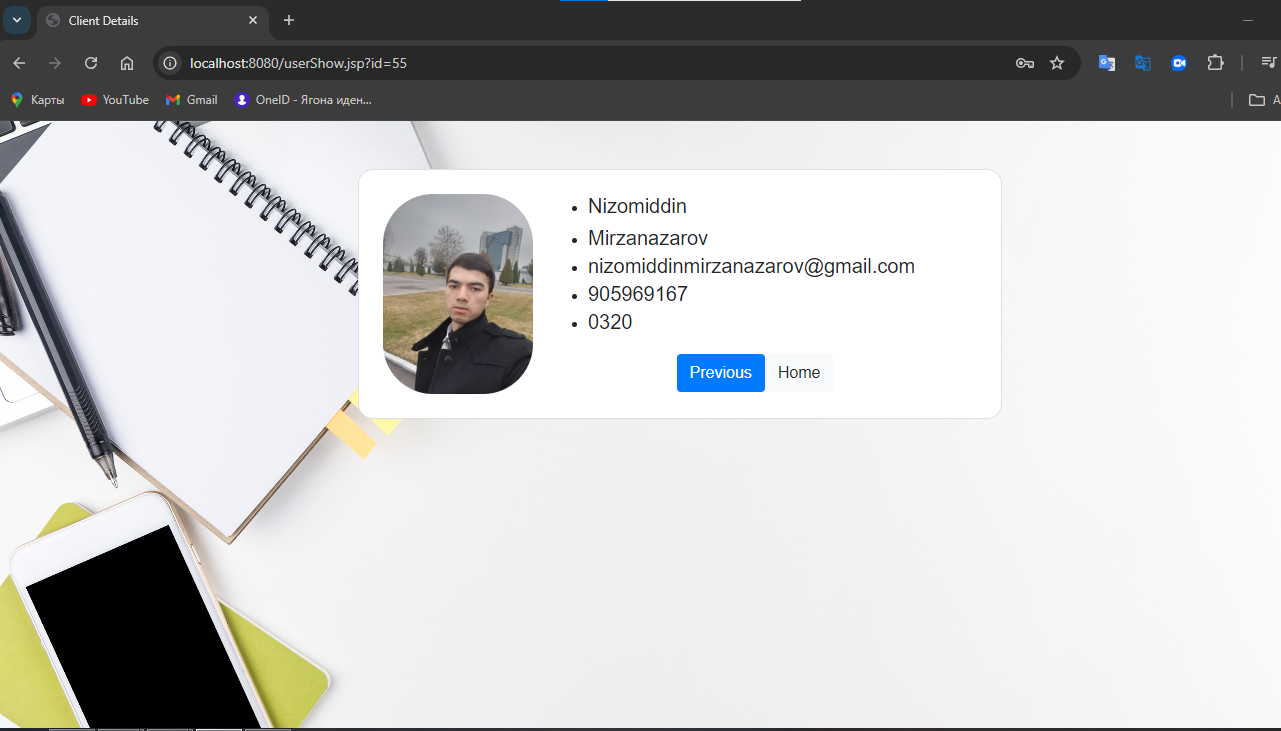 Client Details
localhost:8080/userShow.jsp?id=55
Карты YouTube Gmail OneID - Ягона иден... A
Nizomiddin
Mirzanazarov
nizomiddinmirzanazarov@gmail.com
905969167
0320
Previous Home